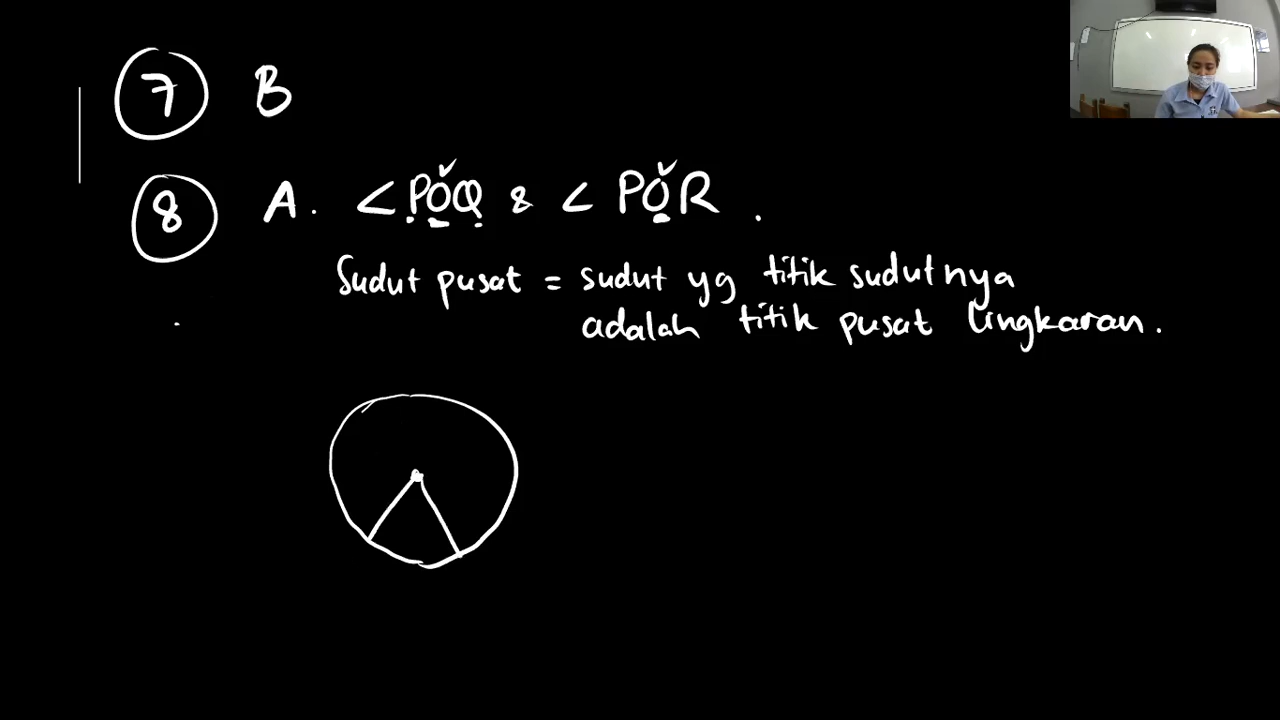 7 B
8 A. ∠POQ & ∠POR.
Sudut pusat = sudut yg titik sudutnya
adalah titik pusat lingkaran.